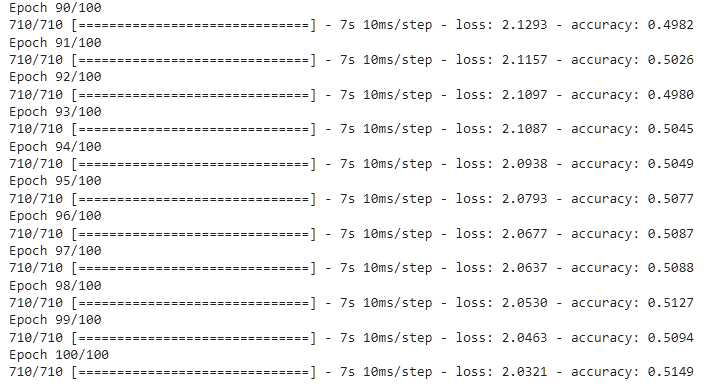 Epoch 90/100
710/710 [==============================] - 7s 10ms/step - loss: 2.1293 - accuracy: 0.4982
Epoch 91/100
710/710 [==============================] - 7s 10ms/step - loss: 2.1157 - accuracy: 0.5026
Epoch 92/100
710/710 [==============================] - 7s 10ms/step - loss: 2.1097 - accuracy: 0.4980
Epoch 93/100
710/710 [==============================] - 7s 10ms/step - loss: 2.1087 - accuracy: 0.5045
Epoch 94/100
710/710 [==============================] - 7s 10ms/step - loss: 2.0938 - accuracy: 0.5049
Epoch 95/100
710/710 [==============================] - 7s 10ms/step - loss: 2.0793 - accuracy: 0.5077
Epoch 96/100
710/710 [==============================] - 7s 10ms/step - loss: 2.0677 - accuracy: 0.5087
Epoch 97/100
710/710 [==============================] - 7s 10ms/step - loss: 2.0637 - accuracy: 0.5088
Epoch 98/100
710/710 [==============================] - 7s 10ms/step - loss: 2.0530 - accuracy: 0.5127
Epoch 99/100
710/710 [==============================] - 7s 10ms/step - loss: 2.0463 - accuracy: 0.5094
Epoch 100/100
710/710 [==============================] - 7s 10ms/step - loss: 2.0321 - accuracy: 0.5149